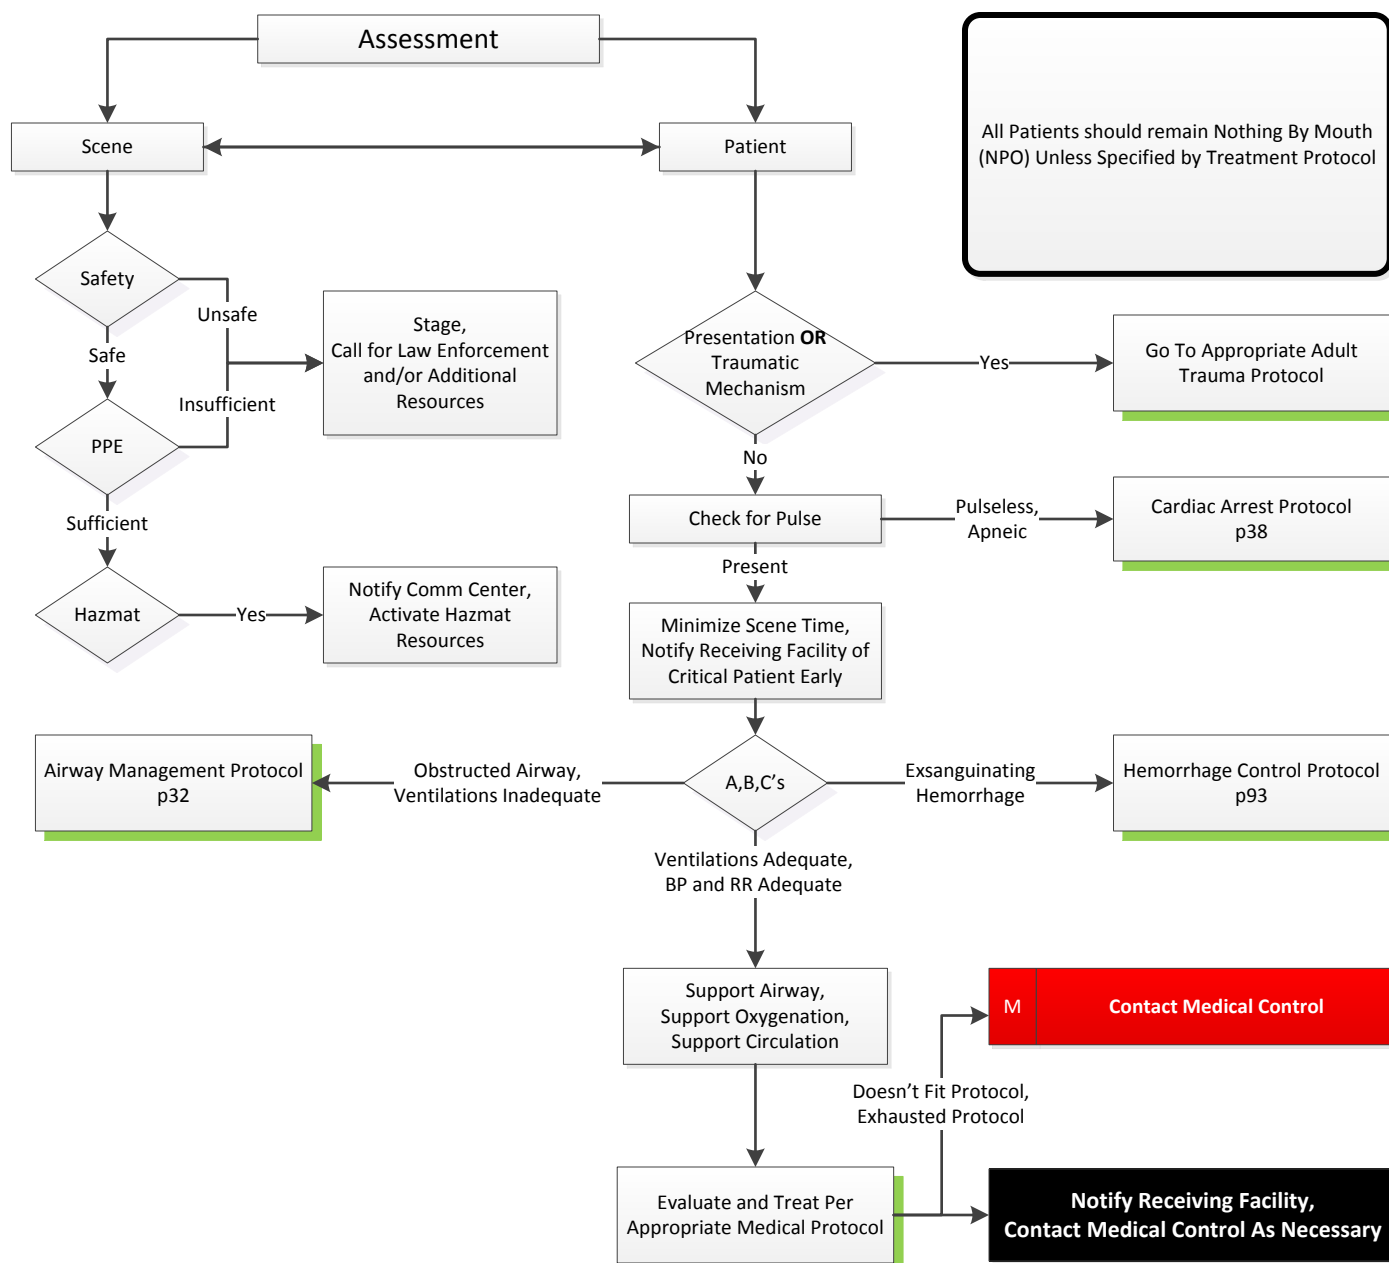 Assessment
All Patients should remain Nothing By Mouth
(NPO) Unless Specified by Treatment Protocol
Scene
Patient
Safety
Unsafe
Safe
Stage,
Call for Law Enforcement
and/or Additional
Resources
Insufficient
PPE
Sufficient
Hazmat
Yes
Notify Comm Center,
Activate Hazmat
Resources
Presentation OR
Traumatic
Mechanism
Yes
Go To Appropriate Adult
Trauma Protocol
No
Check for Pulse
Pulseless,
Apneic
Cardiac Arrest Protocol
p38
Present
Minimize Scene Time,
Notify Receiving Facility of
Critical Patient Early
Airway Management Protocol
p32
Obstructed Airway,
Ventilations Inadequate
A,B,C’s
Exsanguinating
Hemorrhage
Hemorrhage Control Protocol
p93
Ventilations Adequate,
BP and RR Adequate
Support Airway,
Support Oxygenation,
Support Circulation
M
Contact Medical Control
Doesn’t Fit Protocol,
Exhausted Protocol
Evaluate and Treat Per
Appropriate Medical Protocol
Notify Receiving Facility,
Contact Medical Control As Necessary